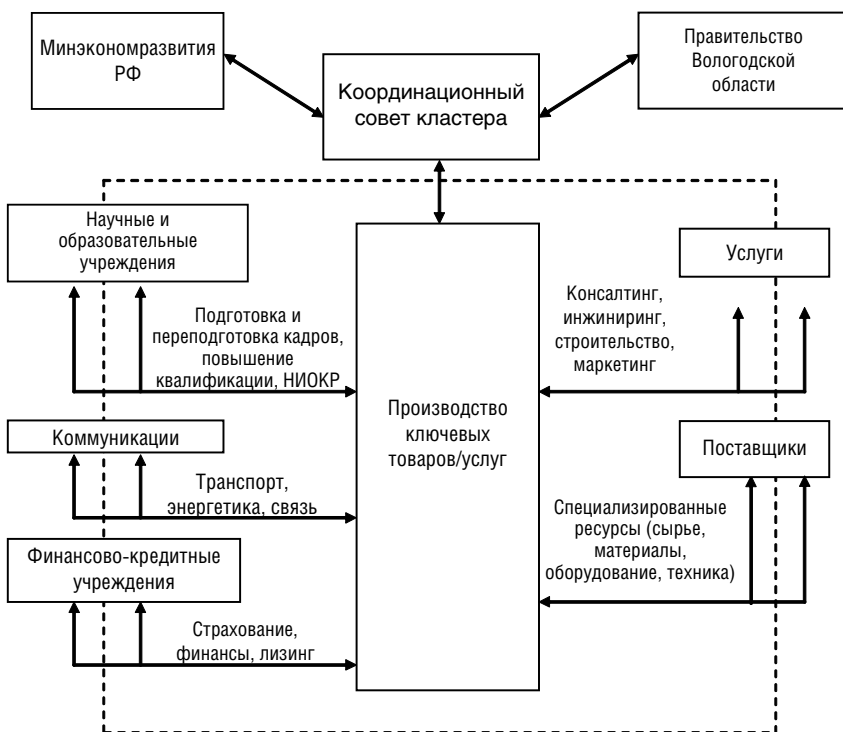 Минэкономразвития
РФ
Координационный
совет кластера
Правительство
Вологодской
области
Научные и
образовательные
учреждения
Услуги
Подготовка и
переподготовка кадров,
повышение
квалификации, НИОКР
Консалтинг,
инжиниринг,
строительство,
маркетинг
Производство
ключевых
товаров/услуг
Коммуникации
Поставщики
Транспорт,
энергетика, связь
Специализированные
ресурсы (сырье,
материалы,
оборудование, техника)
Финансово-кредитные
учреждения
Страхование,
финансы, лизинг